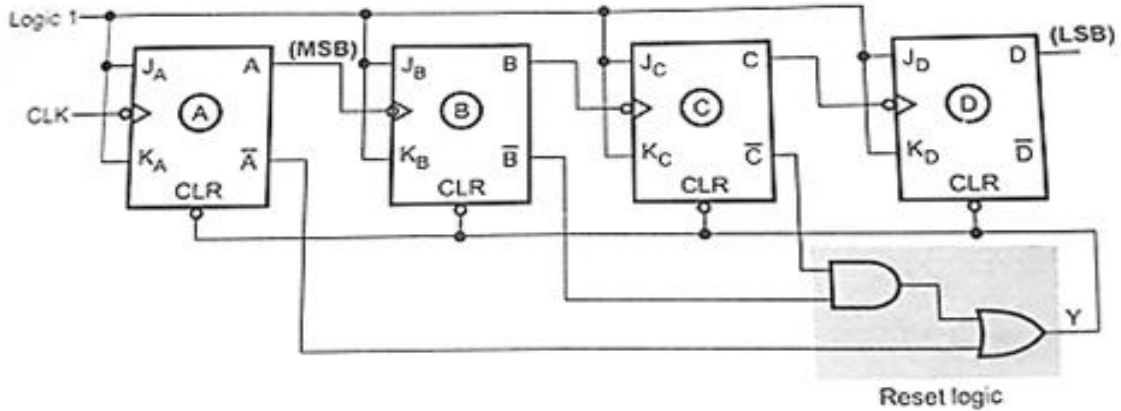 Logic 1
(MSB)
(LSB)
J_A A
J_B B
J_C C
J_D D
CLK
A
B
C
D
K_A A̅
K_B B̅
K_C C̅
K_D D̅
CLR
CLR
CLR
CLR
Y
Reset logic